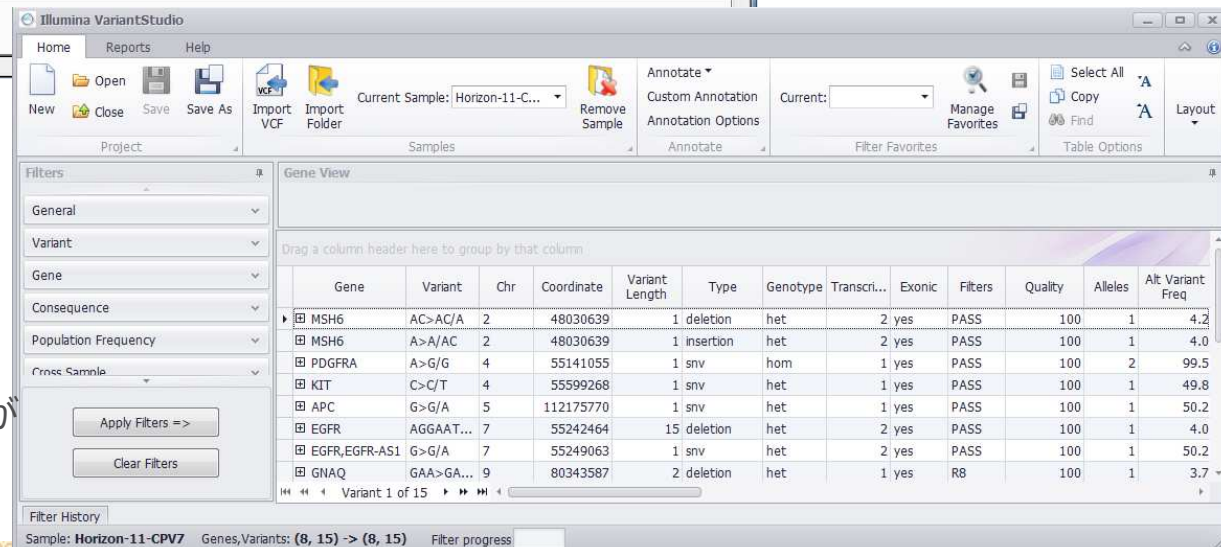 Illumina VariantStudio
Home Reports Help
New Open Close Save Save As
Project
Import VCF Import Folder Current Sample: Horizon-11-C... Remove Sample
Samples
Annotate
Custom Annotation
Annotation Options
Annotate
Current: Manage Favorites
Filter Favorites
Select All
Copy
Find
A
A
Table Options
Layout
Filters
General
Variant
Gene
Consequence
Population Frequency
Cross Sample
が
Apply Filters =>
Clear Filters
Gene View
Drag a column header here to group by that column
Gene Variant Chr Coordinate Variant Length Type Genotype Transcri... Exonic Filters Quality Alleles Alt Variant Freq
MSH6 AC>AC/A 2 48030639 1 deletion het 2 yes PASS 100 1 4.2
MSH6 A>A/AC 2 48030639 1 insertion het 2 yes PASS 100 1 4.0
PDGFRA A>G/G 4 55141055 1 snv hom 1 yes PASS 100 2 99.5
KIT C>C/T 4 55599268 1 snv het 1 yes PASS 100 1 49.8
APC G>G/A 5 112175770 1 snv het 1 yes PASS 100 1 50.2
EGFR AGGAAT... 7 55242464 15 deletion het 2 yes PASS 100 1 4.0
EGFR,EGFR-AS1 G>G/A 7 55249063 1 snv het 2 yes PASS 100 1 50.2
GNAQ GAA>GA... 9 80343587 2 deletion het 1 yes R8 100 1 3.7
Variant 1 of 15
Filter History
Sample: Horizon-11-CPV7 Genes,Variants: (8, 15) -> (8, 15) Filter progress